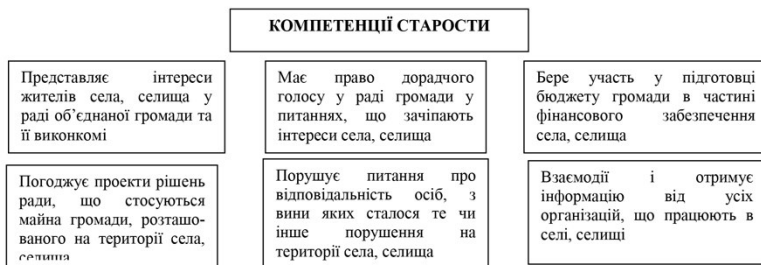 КОМПЕТЕНЦІЇ СТАРОСТИ
Представляє інтереси
жителів села, селища у
раді об’єднаної громади та
її виконкомі
Має право дорадчого
голосу у раді громади у
питаннях, що зачіпають
інтереси села, селища
Бере участь у підготовці
бюджету громади в частині
фінансового забезпечення
села, селища
Погоджує проекти рішень
ради, що стосуються
майна громади, розташо-
ваного на території села,
селища
Порушує питання про
відповідальність осіб, з
вини яких сталося те чи
інше порушення на
території села, селища
Взаємодії і отримує
інформацію від усіх
організацій, що працюють в
селі, селищі